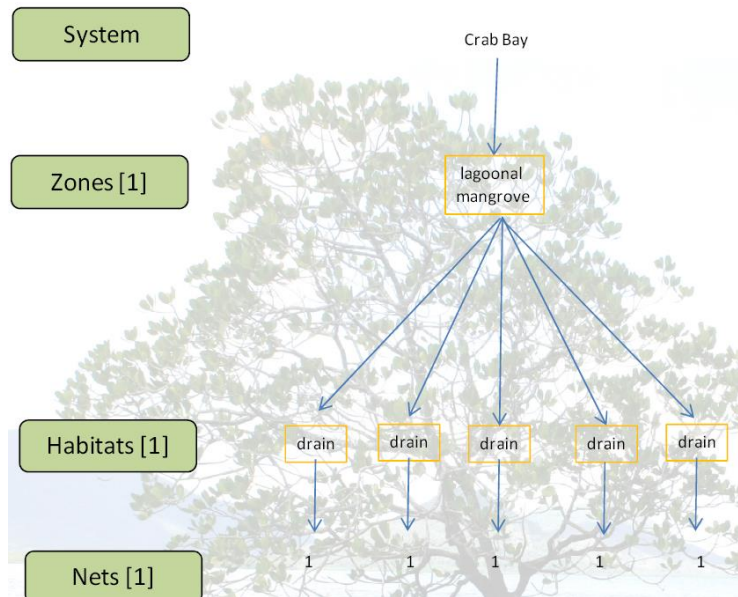 System
Crab Bay
Zones [1]
lagoonal
mangrove
Habitats [1]
drain
drain
drain
drain
drain
Nets [1]
1
1
1
1
1